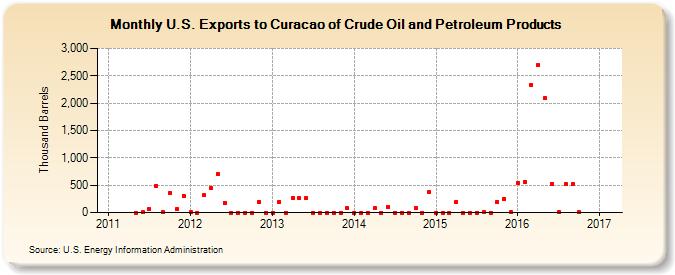 Monthly U.S. Exports to Curacao of Crude Oil and Petroleum Products
Thousand Barrels
3,000
2,500
2,000
1,500
1,000
500
0
2011 2012 2013 2014 2015 2016 2017
Source: U.S. Energy Information Administration